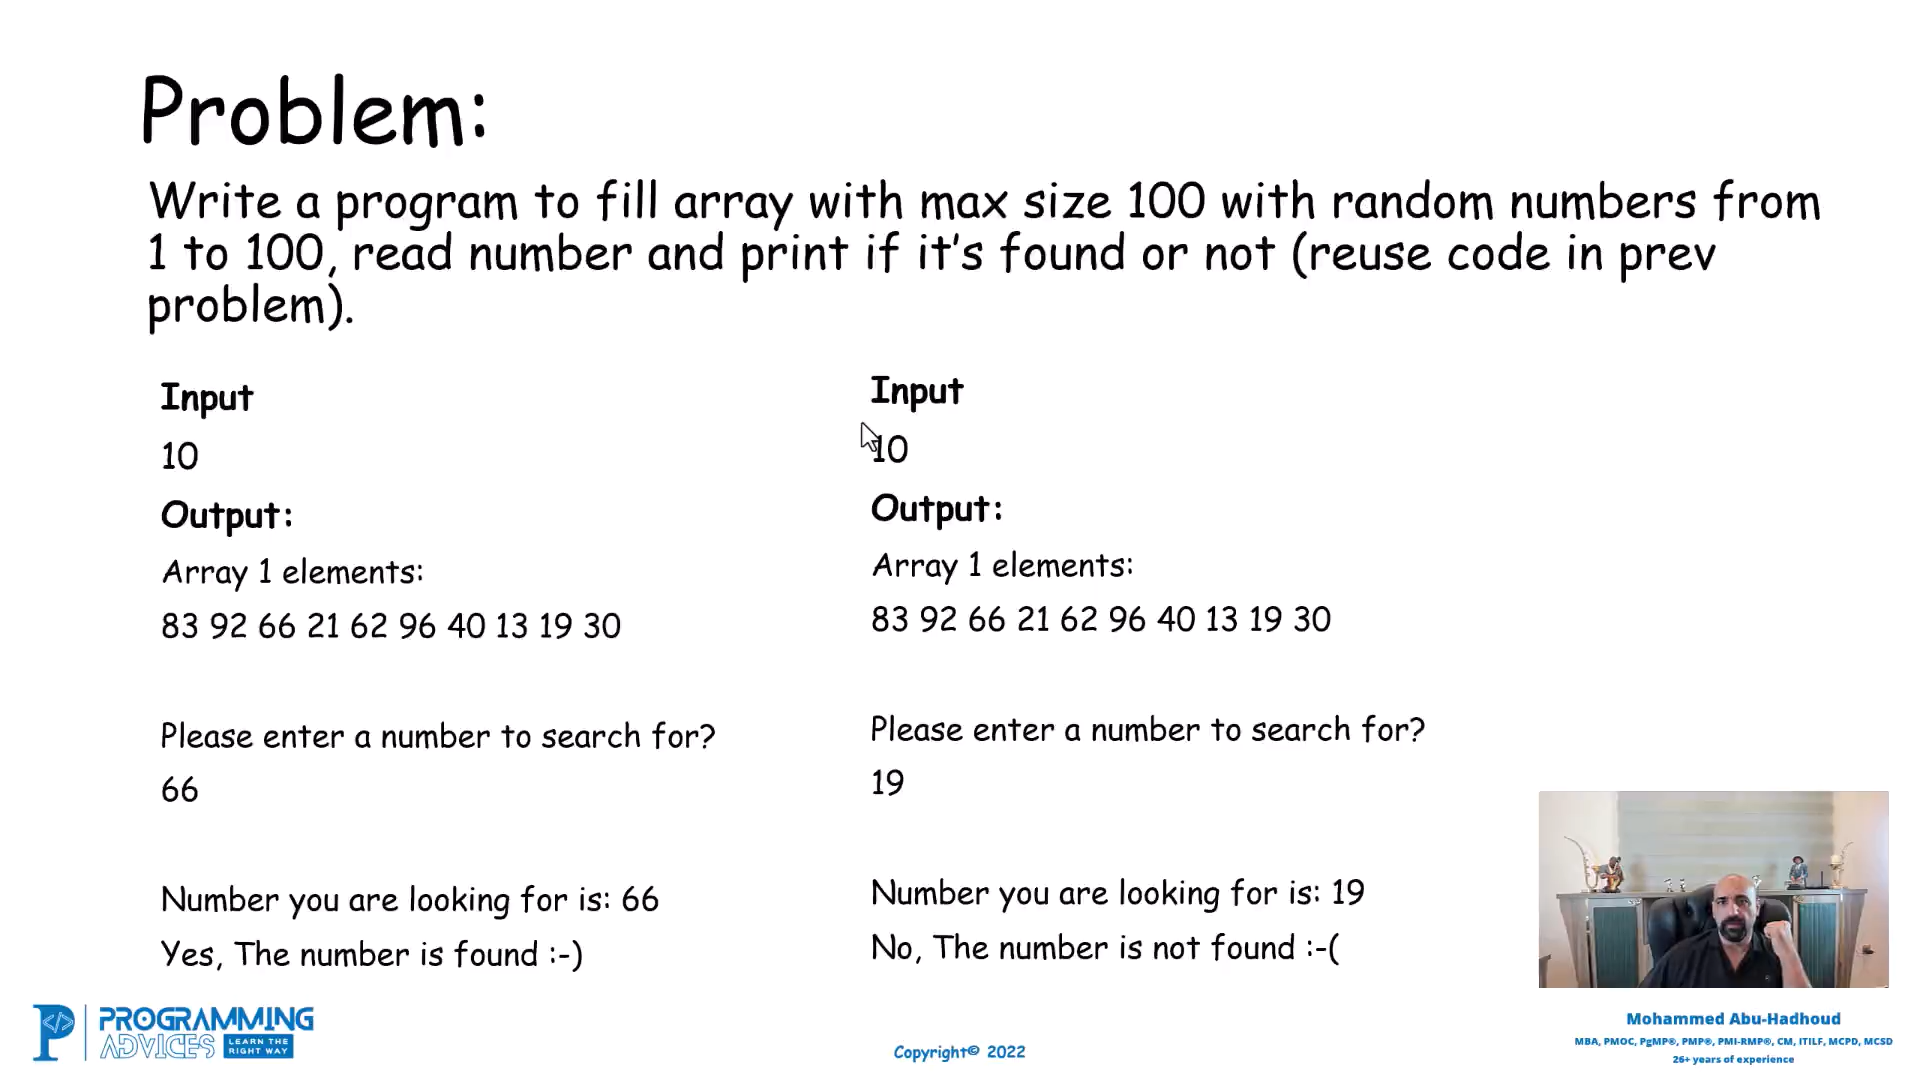 Problem:
Write a program to fill array with max size 100 with random numbers from
1 to 100, read number and print if it's found or not (reuse code in prev
problem).
Input
10
Output:
Array 1 elements:
83 92 66 21 62 96 40 13 19 30
Please enter a number to search for?
66
Number you are looking for is: 66
Yes, The number is found :-)
Input
10
Output:
Array 1 elements:
83 92 66 21 62 96 40 13 19 30
Please enter a number to search for?
19
Number you are looking for is: 19
No, The number is not found :-(
PROGRAMMING
ADVICES
LEARN THE
RIGHT WAY
Copyright© 2022
Mohammed Abu-Hadhoud
MBA, PMOC, PgMP®, PMP®, PMI-RMP®, CM, ITILF, MCPD, MCSD
26+ years of experience